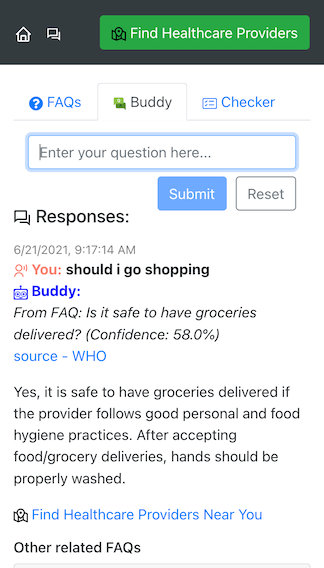 Find Healthcare Providers
FAQs
Buddy
Checker
Enter your question here...
Submit
Reset
Responses:
6/21/2021, 9:17:14 AM
You: should i go shopping
Buddy:
From FAQ: Is it safe to have groceries
delivered? (Confidence: 58.0%)
source - WHO
Yes, it is safe to have groceries delivered if
the provider follows good personal and food
hygiene practices. After accepting
food/grocery deliveries, hands should be
properly washed.
Find Healthcare Providers Near You
Other related FAQs